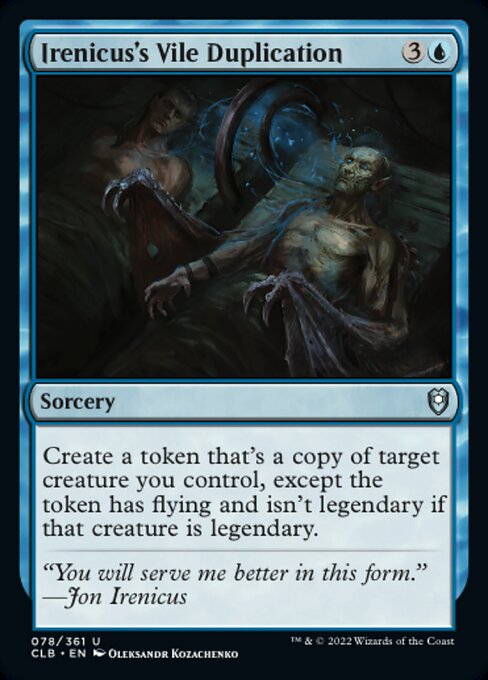 Irenicus's Vile Duplication 3
Sorcery
Create a token that's a copy of target
creature you control, except the
token has flying and isn't legendary if
that creature is legendary.
“You will serve me better in this form.”
—Jon Irenicus
078/361 U
™ & © 2022 Wizards of the Coast
CLB • EN Oleksandr Kozachenko